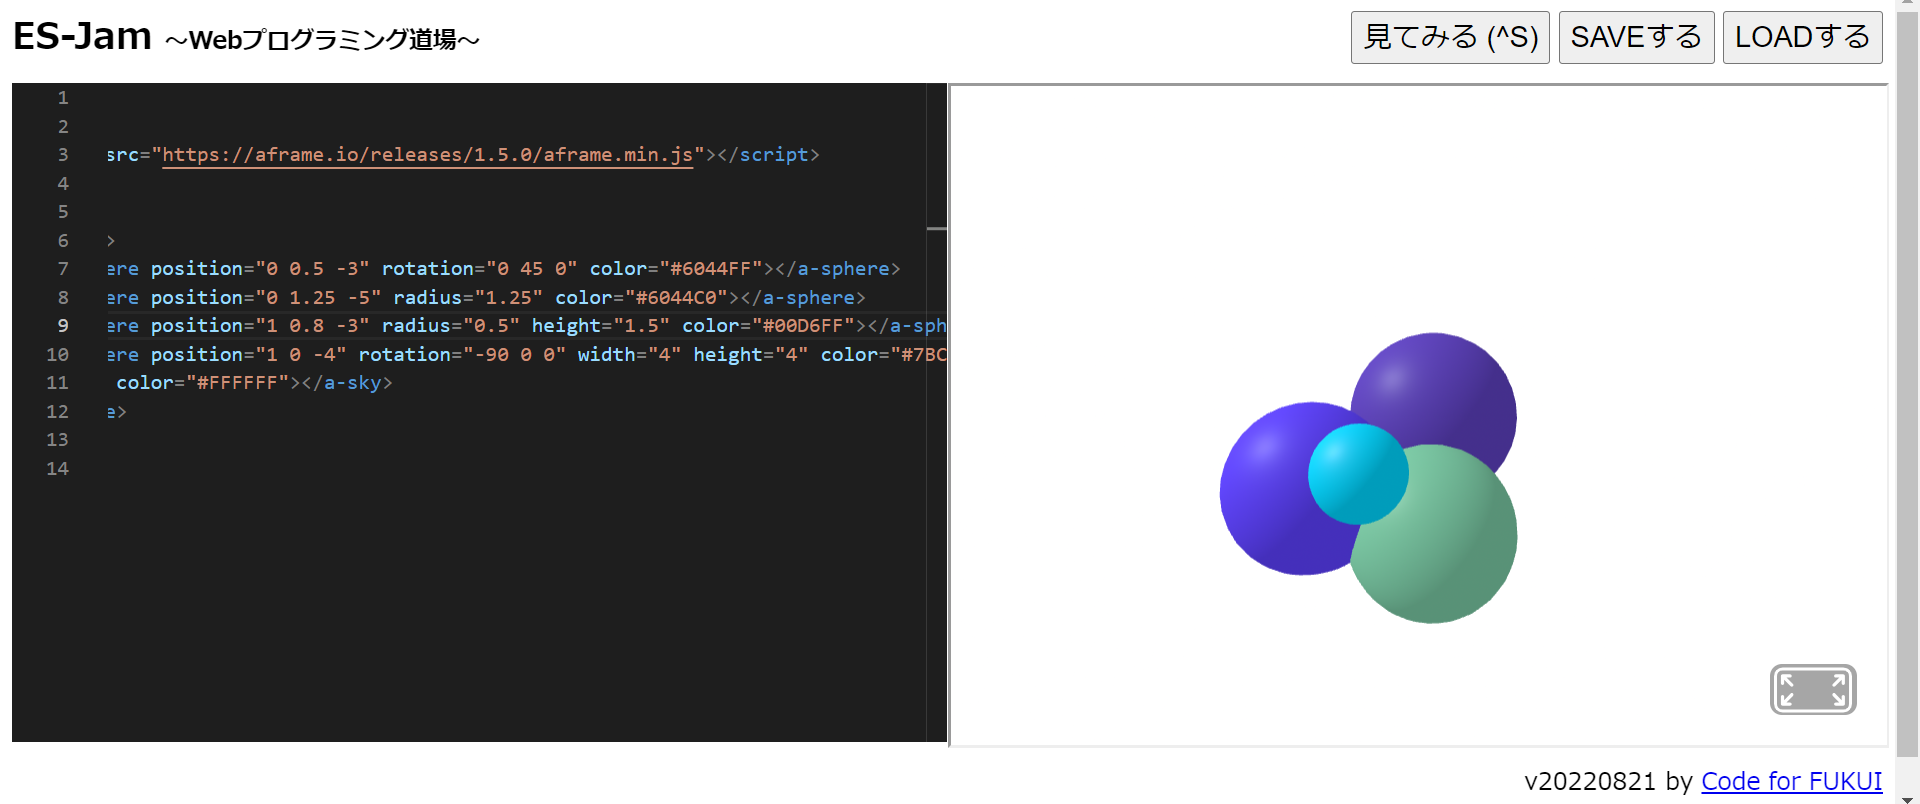 ES-Jam ～Webプログラミング道場～
見てみる (^S) SAVEする LOADする
1
2
3 src="https://aframe.io/releases/1.5.0/aframe.min.js"></script>
4
5
6 >
7 ere position="0 0.5 -3" rotation="0 45 0" color="#6044FF"></a-sphere>
8 ere position="0 1.25 -5" radius="1.25" color="#6044C0"></a-sphere>
9 ere position="1 0.8 -3" radius="0.5" height="1.5" color="#00D6FF"></a-sph
10 ere position="1 0 -4" rotation="-90 0 0" width="4" height="4" color="#7BC
11 color="#FFFFFF"></a-sky>
12 e>
13
14
v20220821 by Code for FUKUI